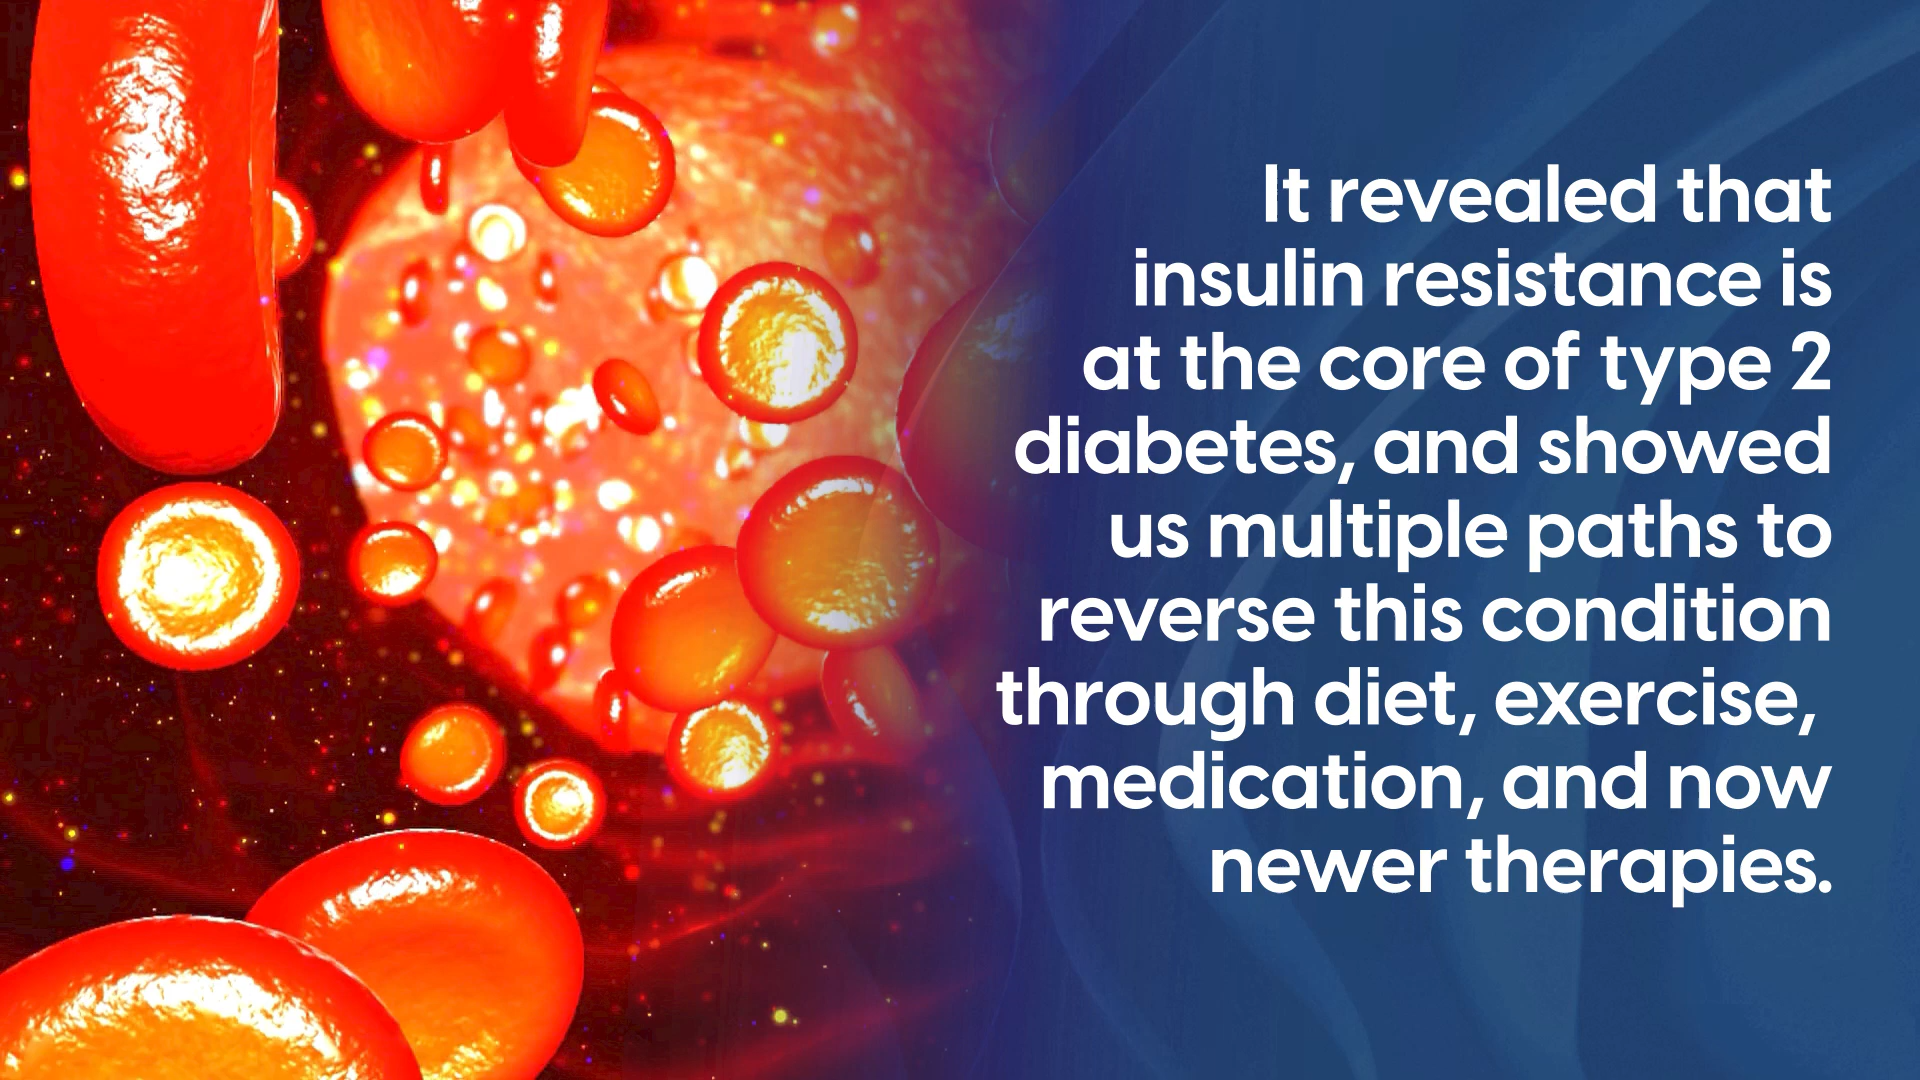 It revealed that
insulin resistance is
at the core of type 2
diabetes, and showed
us multiple paths to
reverse this condition
through diet, exercise,
medication, and now
newer therapies.